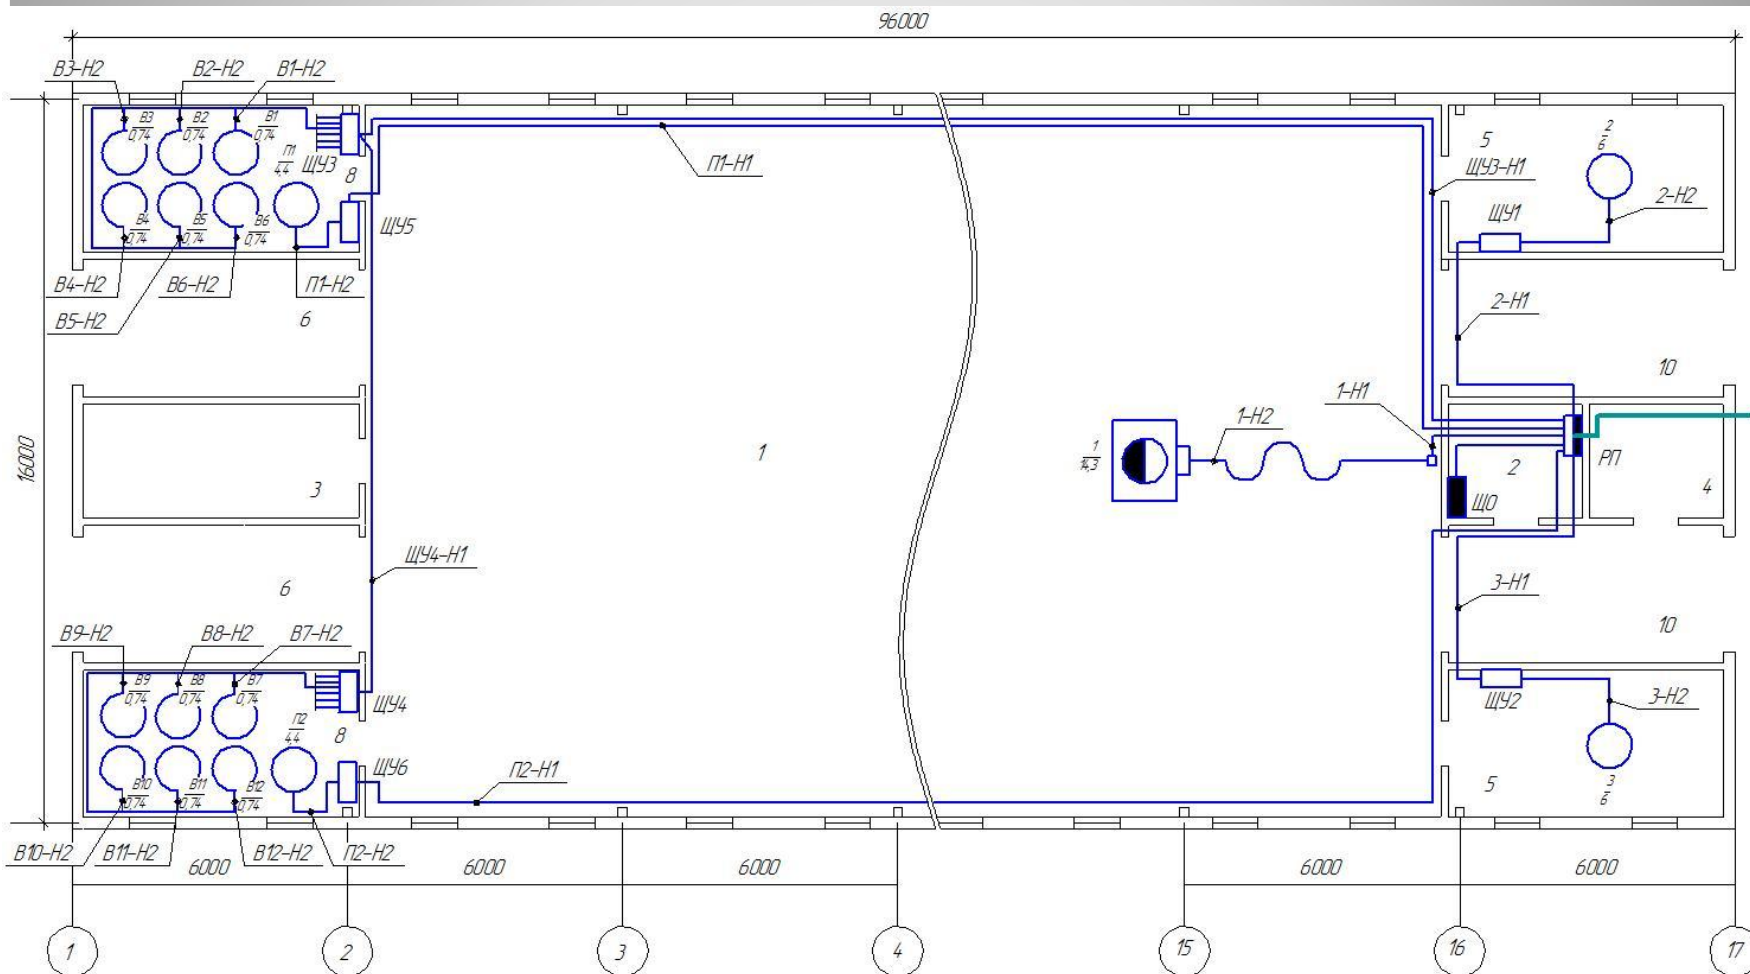 96000
В3-Н2
В2-Н2
В1-Н2
В3
0,74
В2
0,74
В1
0,74
П1
4,4
ЩУ3
8
П1-Н1
5
2
6
ЩУ3-Н1
2-Н2
ЩУ1
В4
0,74
В5
0,74
В6
0,74
ЩУ5
В4-Н2
В6-Н2
П1-Н2
В5-Н2
6
2-Н1
10
1-Н1
1-Н2
16000
1
1
14,3
РП
2
3
4
ЩО
ЩУ4-Н1
6
3-Н1
В9-Н2
В8-Н2
В7-Н2
10
В9
0,74
В8
0,74
В7
0,74
ЩУ4
ЩУ2
3-Н2
П2
4,4
8
ЩУ6
П2-Н1
В10
0,74
В11
0,74
В12
0,74
5
3
6
В10-Н2
В11-Н2
В12-Н2
П2-Н2
6000
6000
6000
6000
6000
1
2
3
4
15
16
17